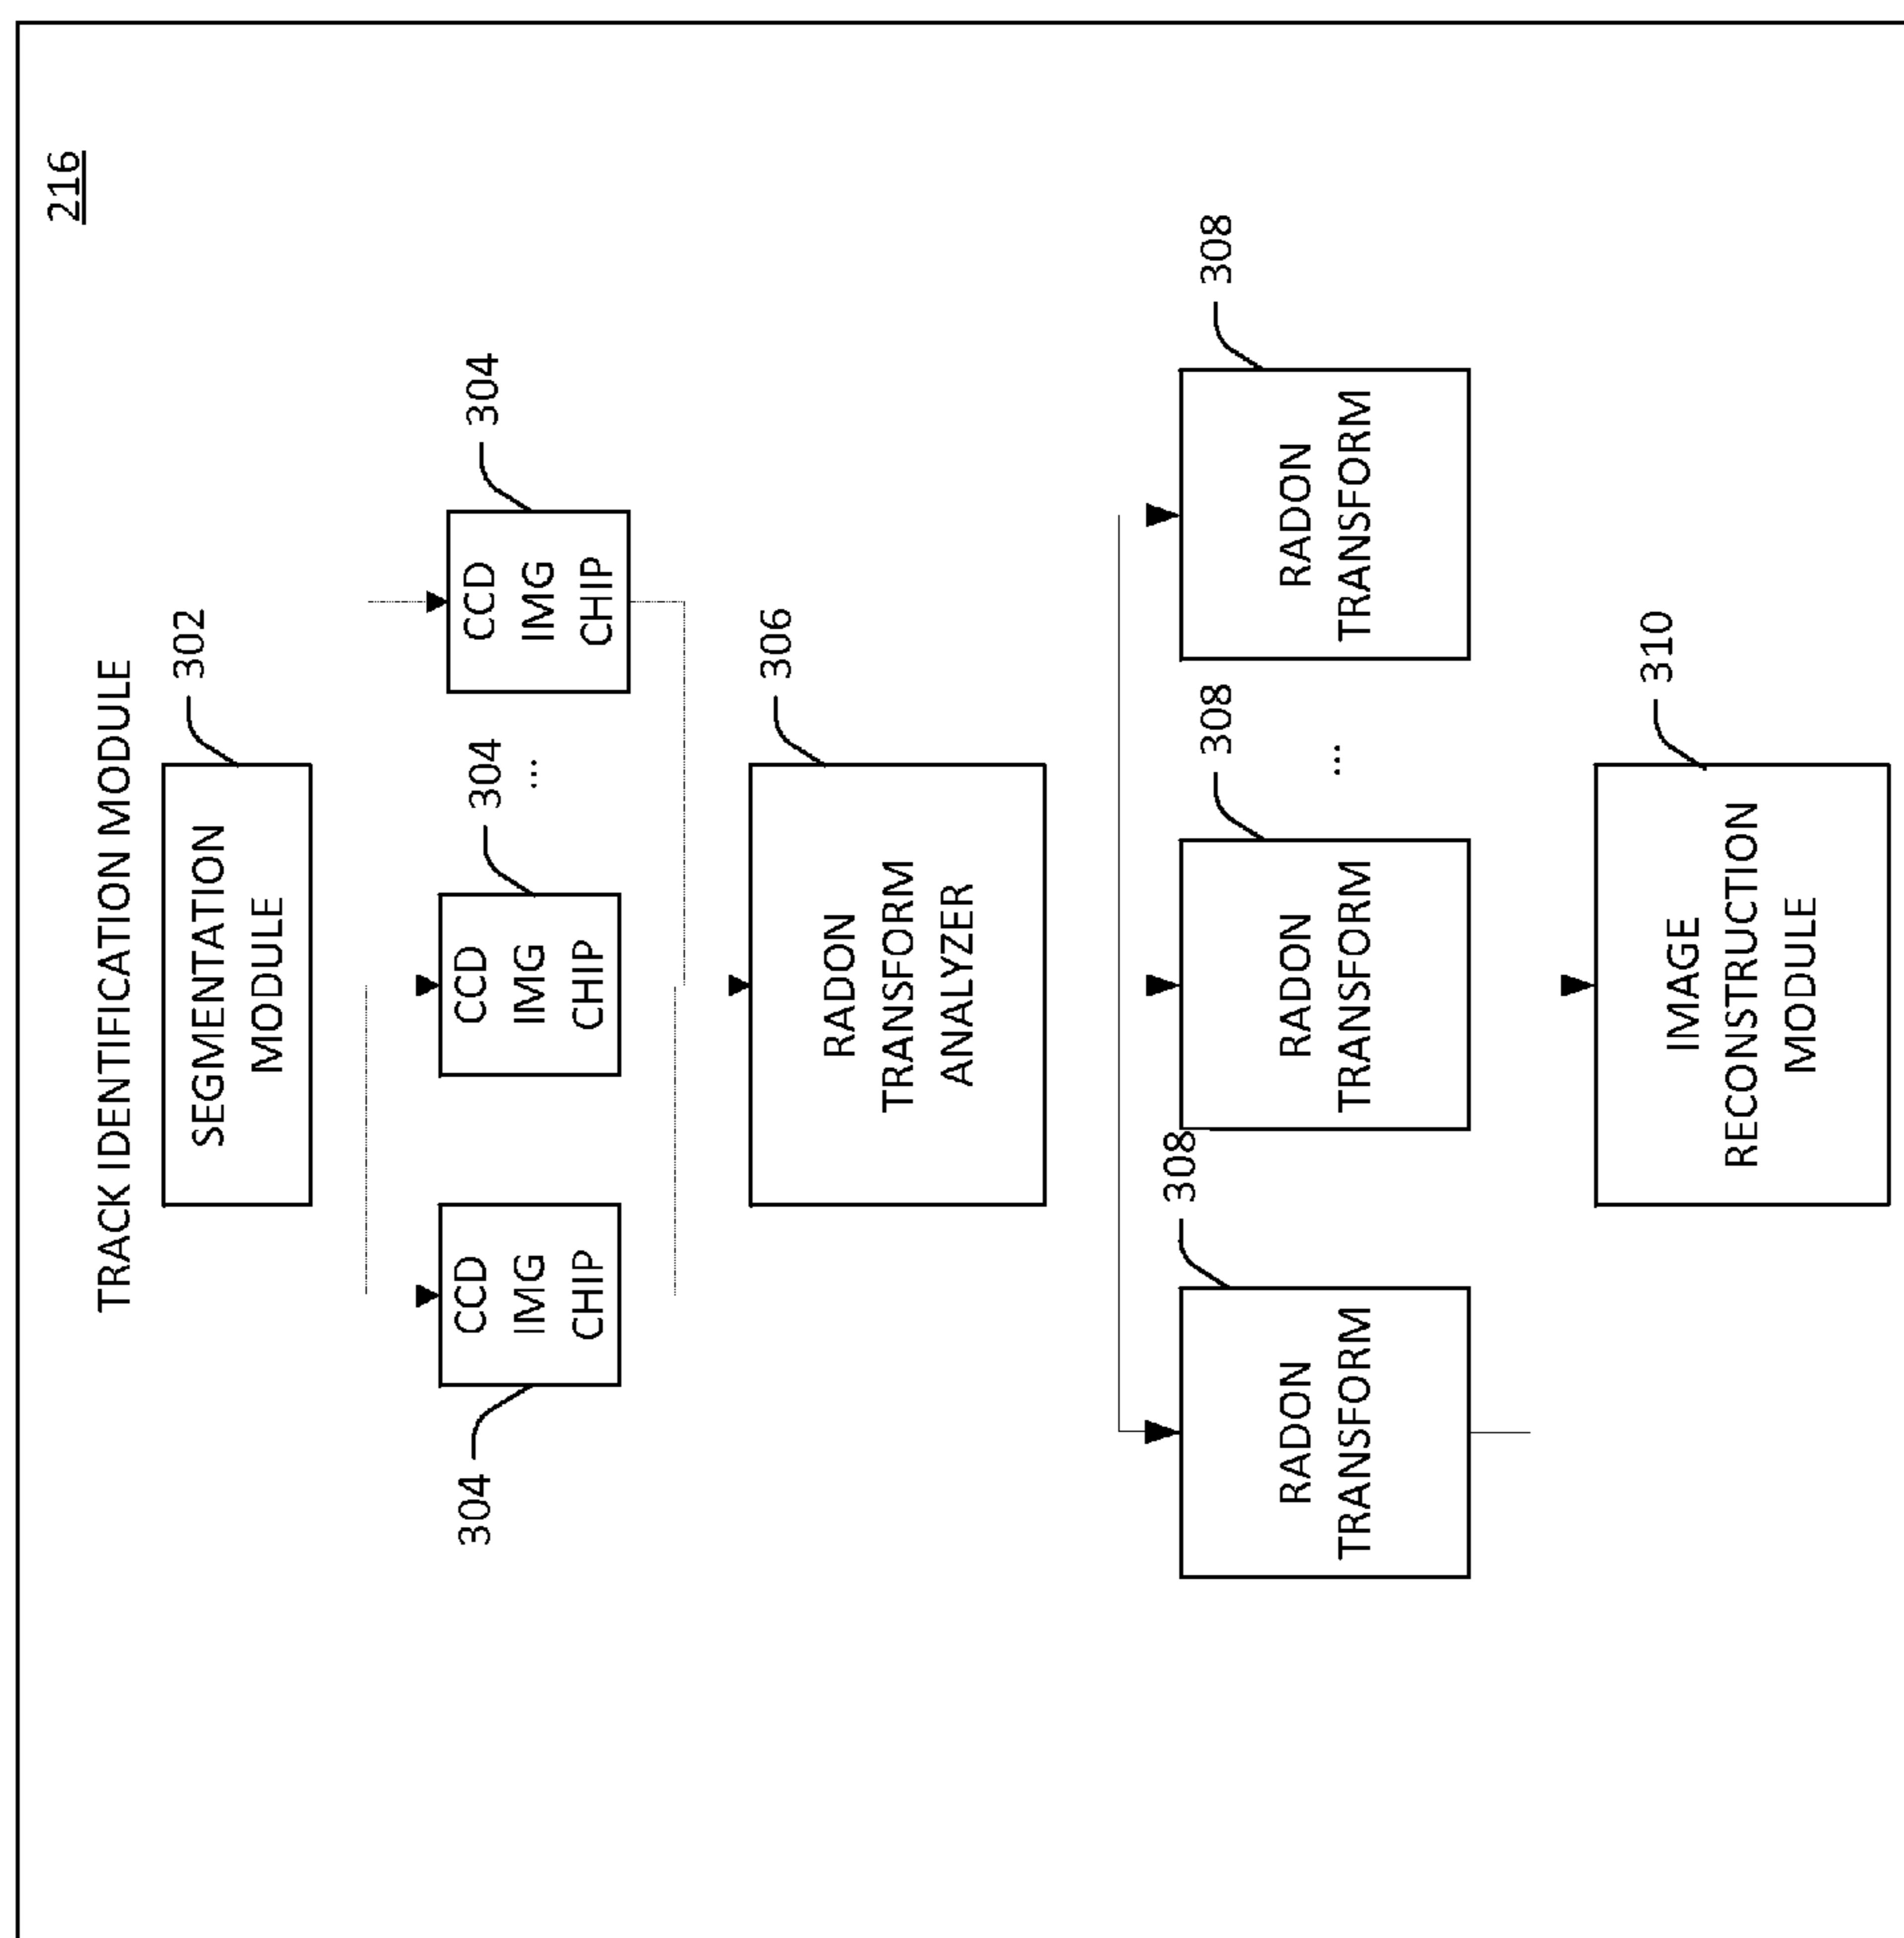 216
TRACK IDENTIFICATION MODULE
302
SEGMENTATION
MODULE
304
CCD
IMG
CHIP
304
CCD
IMG
CHIP
...
304
CCD
IMG
CHIP
306
RADON
TRANSFORM
ANALYZER
308
RADON
TRANSFORM
308
RADON
TRANSFORM
...
308
RADON
TRANSFORM
310
IMAGE
RECONSTRUCTION
MODULE